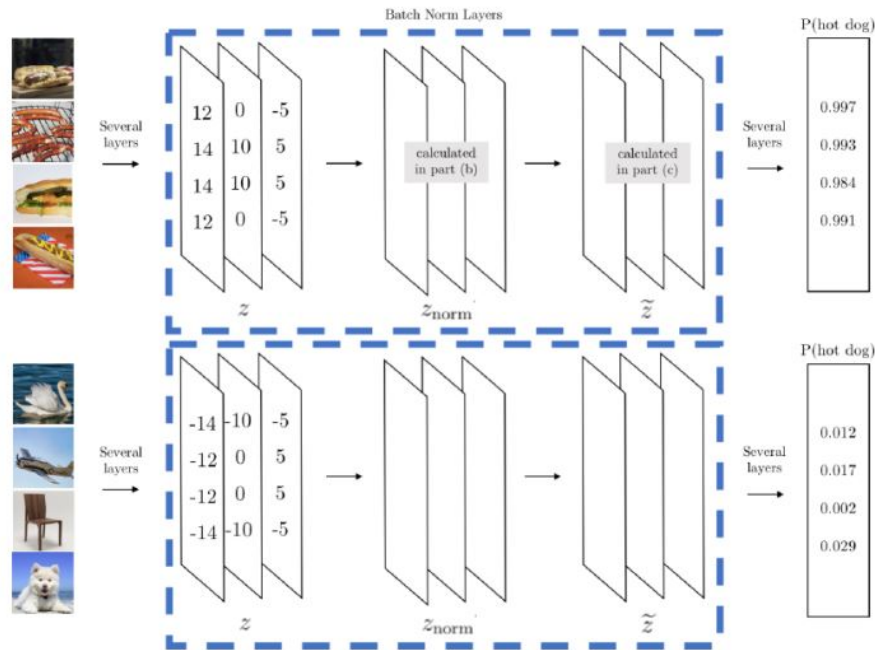 Batch Norm Layers
P(hot dog)
Several
layers
12 0 -5
14 10 5
14 10 5
12 0 -5
calculated
in part (b)
calculated
in part (c)
Several
layers
0.997
0.993
0.984
0.991
z
z_norm
z̃
P(hot dog)
Several
layers
-14 -10 -5
-12 0 5
-12 0 5
-14 -10 -5
Several
layers
0.012
0.017
0.002
0.029
z
z_norm
z̃